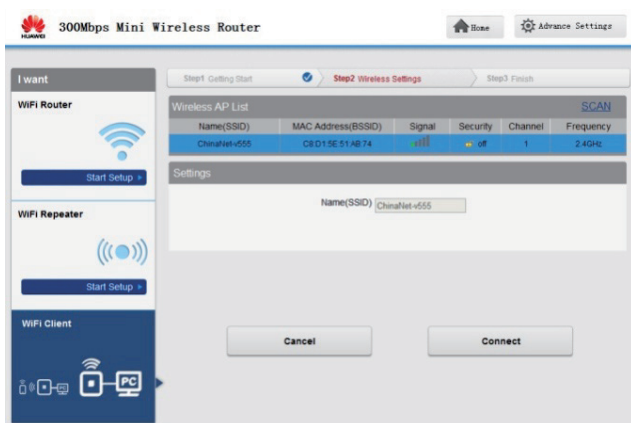 HUAWEI
300Mbps Mini Wireless Router
Home
Advance Settings
I want
WiFi Router
Start Setup
WiFi Repeater
Start Setup
WiFi Client
PC
Step1 Getting Start
Step2 Wireless Settings
Step3 Finish
Wireless AP List
SCAN
Name(SSID) MAC Address(BSSID) Signal Security Channel Frequency
ChinaNet-v555 C8:D1:5E:51:AB:74 off 1 2.4GHz
Settings
Name(SSID) ChinaNet-v555
Cancel
Connect